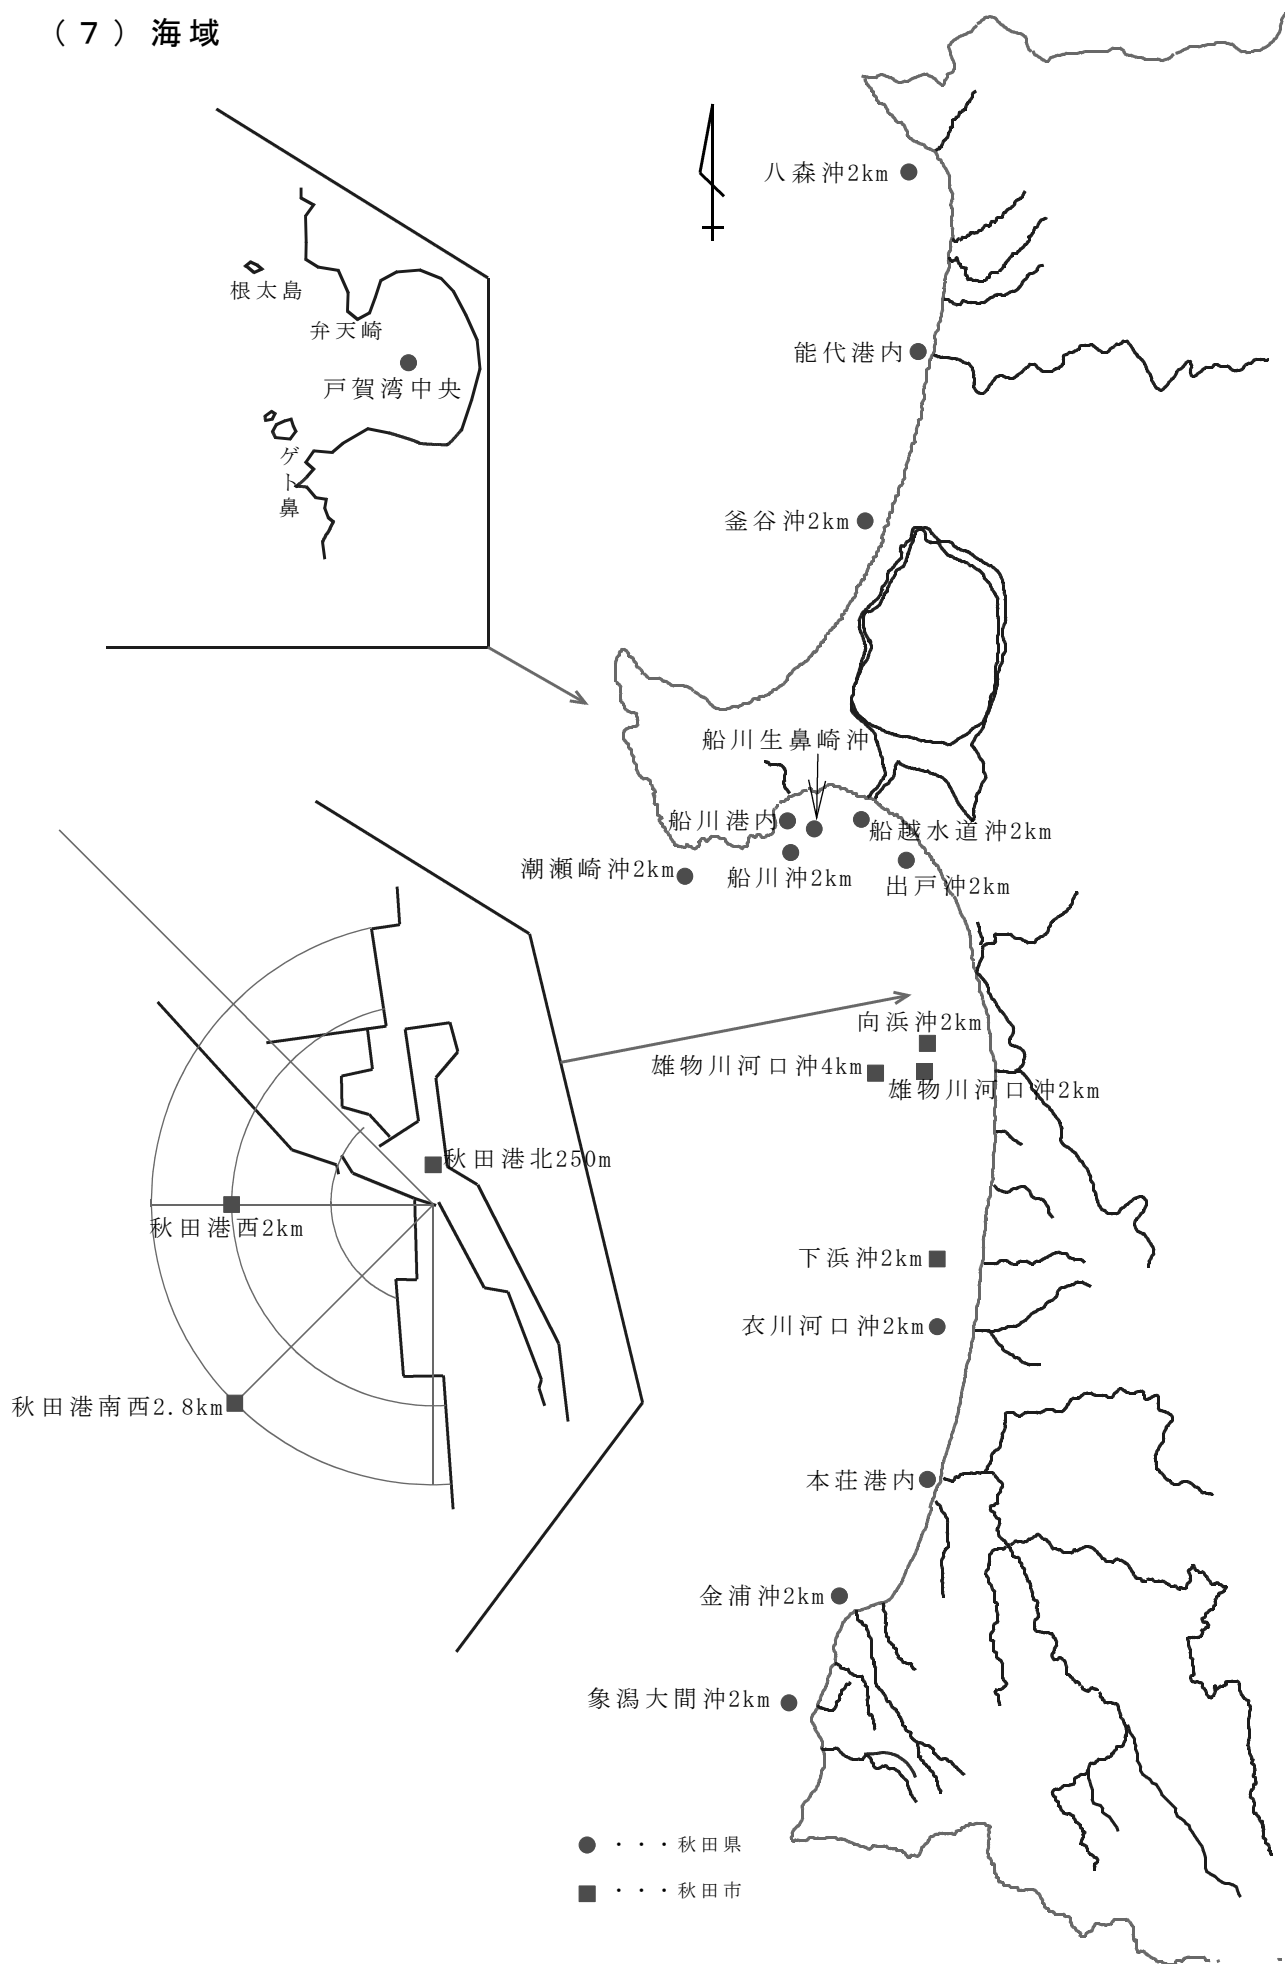 （７）海域
八森沖2km
根太島
弁天崎
能代港内
戸賀湾中央
ゲト鼻
釜谷沖2km
船川生鼻崎沖
船川港内
船越水道沖2km
潮瀬崎沖2km
船川沖2km
出戸沖2km
向浜沖2km
雄物川河口沖4km
雄物川河口沖2km
秋田港北250m
秋田港西2km
下浜沖2km
衣川河口沖2km
秋田港南西2.8km
本荘港内
金浦沖2km
象潟大間沖2km
●・・・秋田県
■・・・秋田市